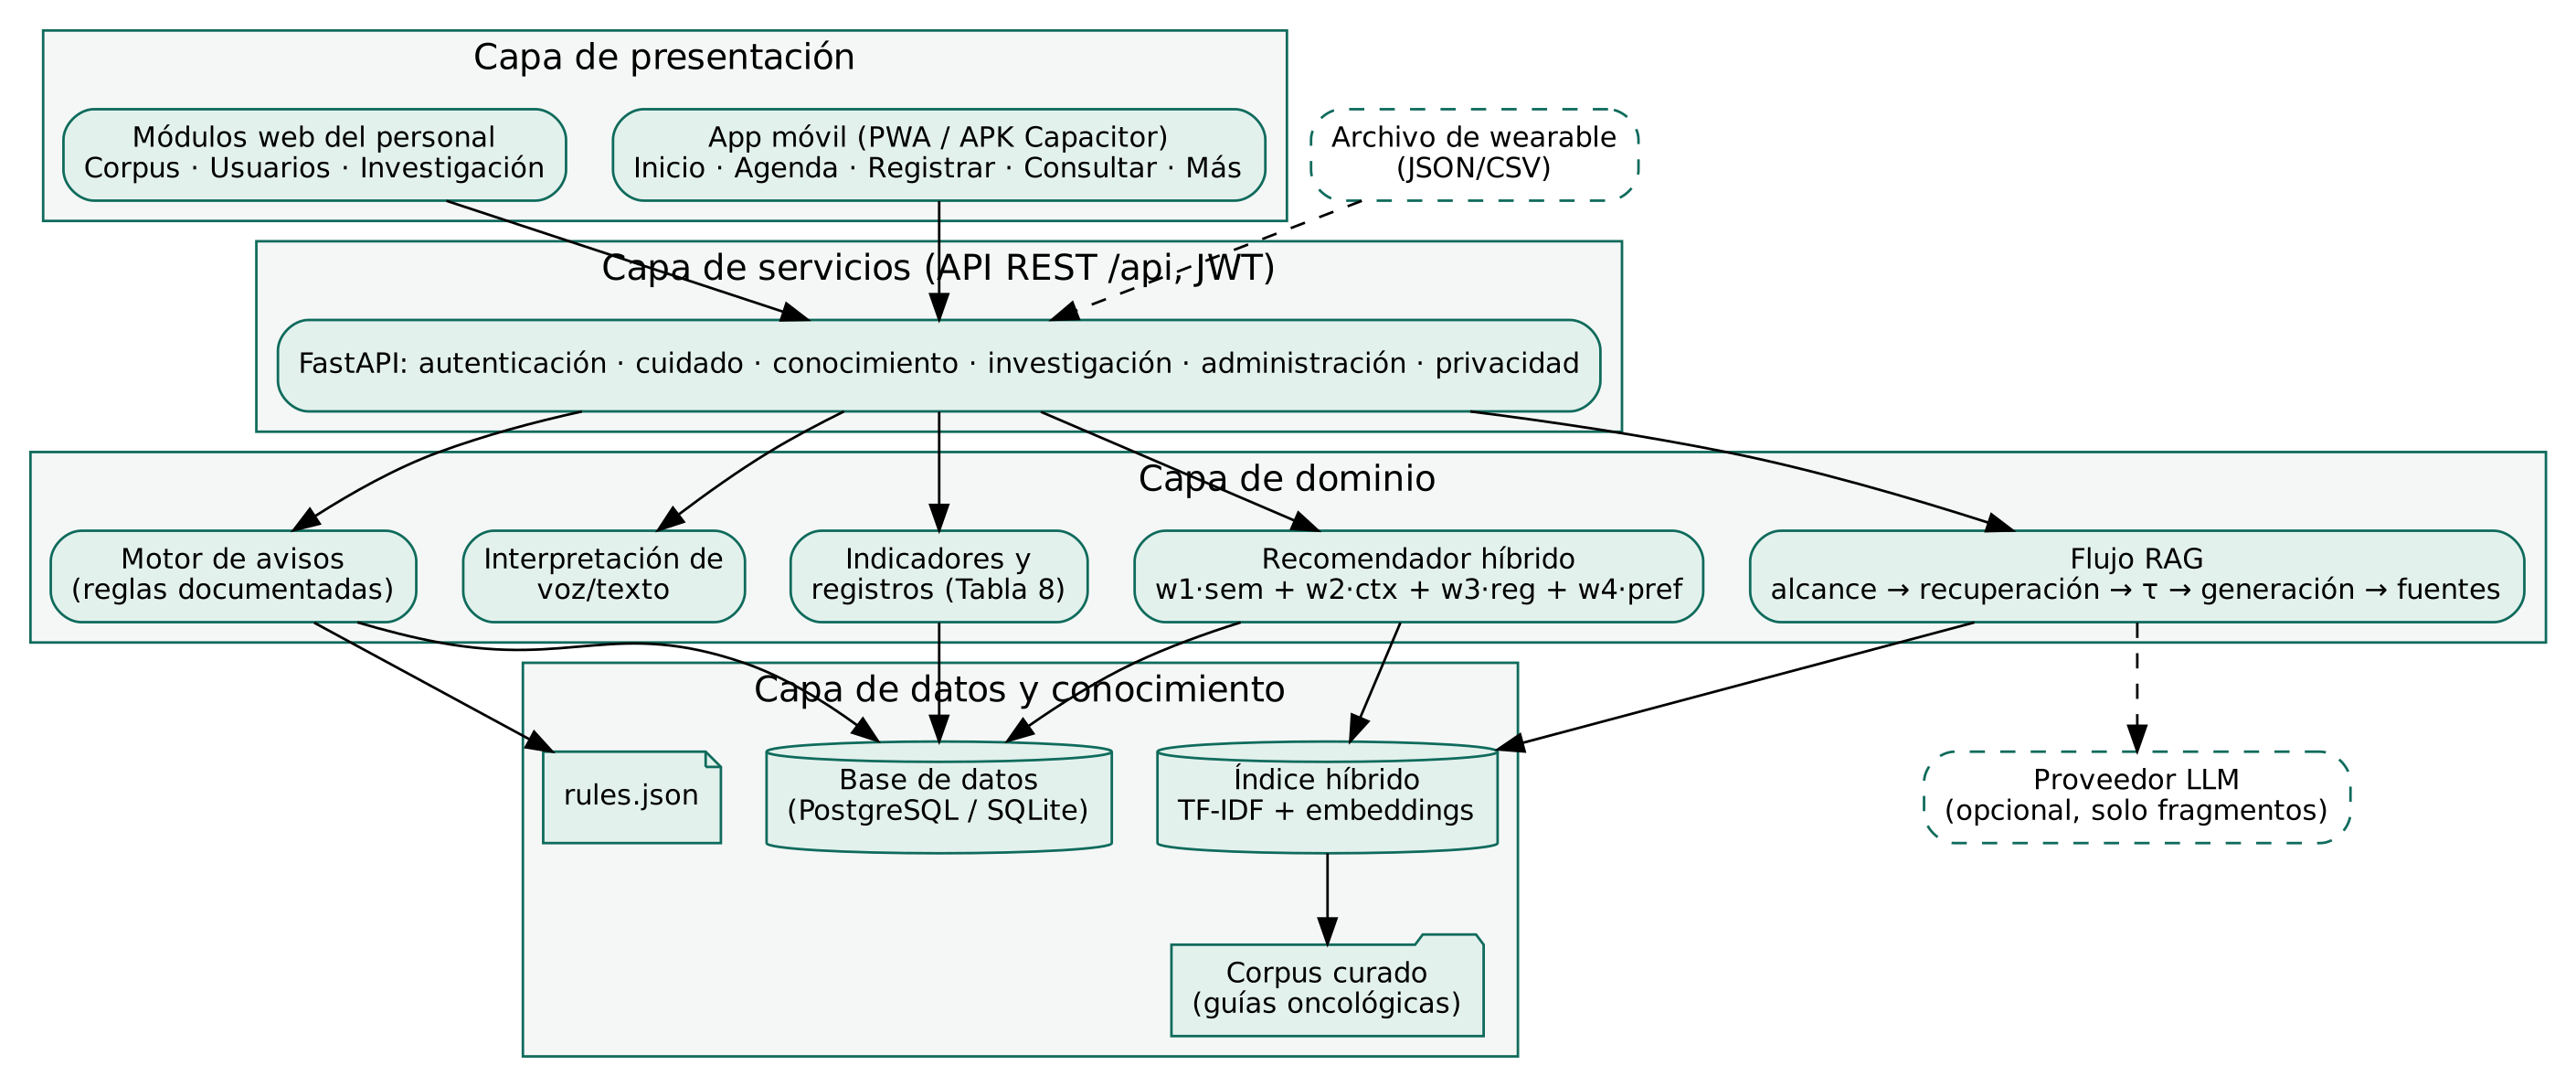 Capa de presentación
Módulos web del personal
Corpus · Usuarios · Investigación
App móvil (PWA / APK Capacitor)
Inicio · Agenda · Registrar · Consultar · Más
Archivo de wearable
(JSON/CSV)
Capa de servicios (API REST /api, JWT)
FastAPI: autenticación · cuidado · conocimiento · investigación · administración · privacidad
Capa de dominio
Motor de avisos
(reglas documentadas)
Interpretación de
voz/texto
Indicadores y
registros (Tabla 8)
Recomendador híbrido
w1·sem + w2·ctx + w3·reg + w4·pref
Flujo RAG
alcance → recuperación → τ → generación → fuentes
Capa de datos y conocimiento
rules.json
Base de datos
(PostgreSQL / SQLite)
Índice híbrido
TF-IDF + embeddings
Proveedor LLM
(opcional, solo fragmentos)
Corpus curado
(guías oncológicas)